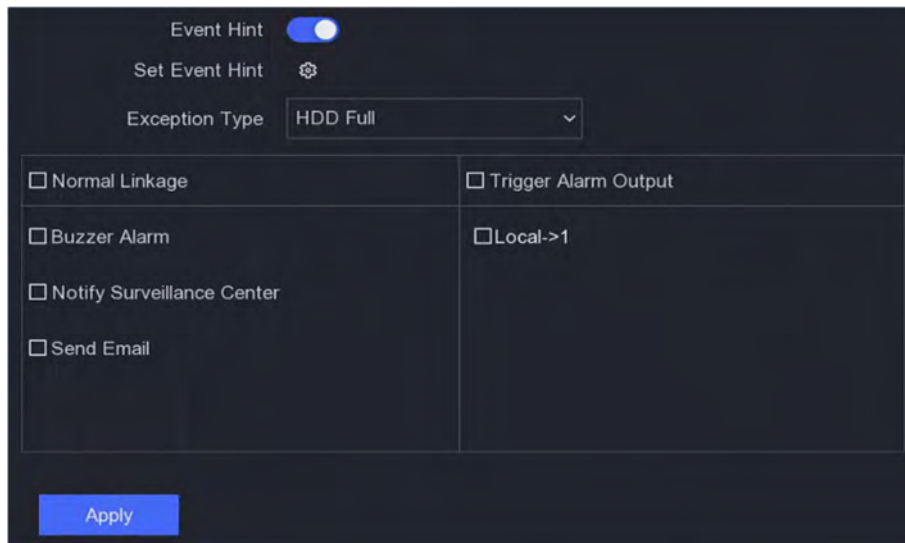 Event Hint
Set Event Hint
Exception Type HDD Full
Normal Linkage Trigger Alarm Output
Buzzer Alarm Local->1
Notify Surveillance Center
Send Email
Apply